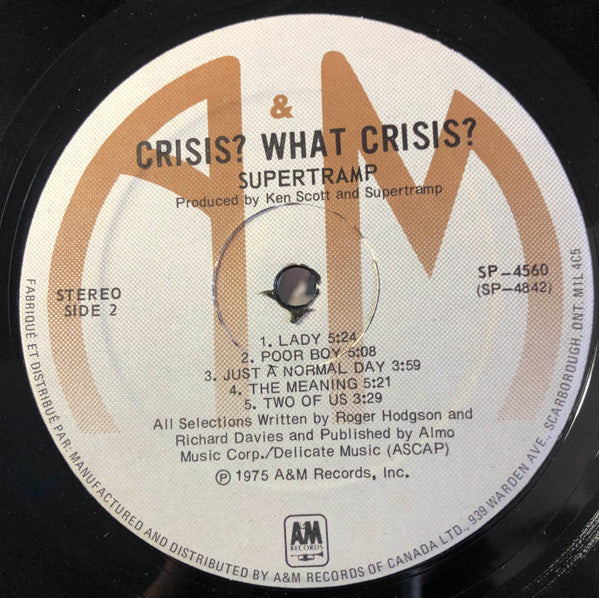 &
CRISIS? WHAT CRISIS?
SUPERTRAMP
Produced by Ken Scott and Supertramp
STEREO
SIDE 2
SP-4560
(SP-4842)
1. LADY 5:24
2. POOR BOY 5:08
3. JUST A NORMAL DAY 3:59
4. THE MEANING 5:21
5. TWO OF US 3:29
All Selections Written by Roger Hodgson and
Richard Davies and Published by Almo
Music Corp./Delicate Music (ASCAP)
℗ 1975 A&M Records, Inc.
A&M
RECORDS
FABRIQUÉ ET DISTRIBUÉ PAR: MANUFACTURED AND DISTRIBUTED BY A&M RECORDS OF CANADA LTD., 939 WARDEN AVE., SCARBOROUGH, ONT. M1L 4C5